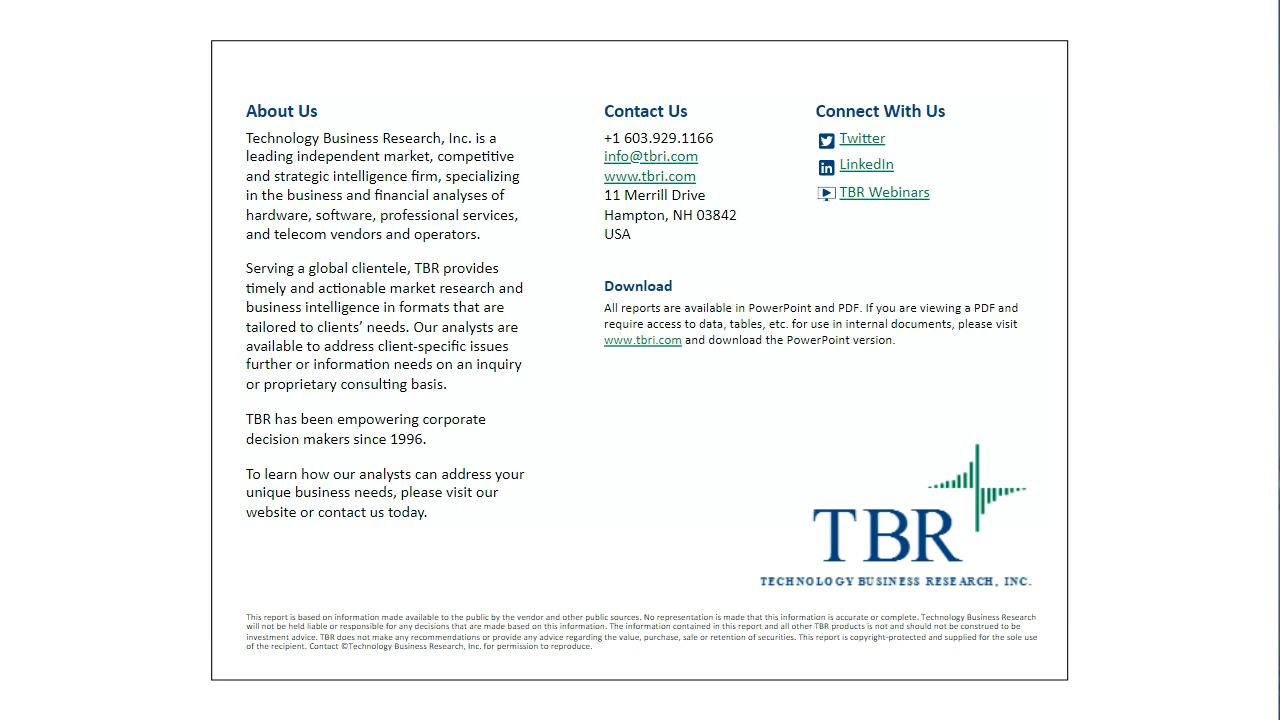 About Us
Technology Business Research, Inc. is a
leading independent market, competitive
and strategic intelligence firm, specializing
in the business and financial analyses of
hardware, software, professional services,
and telecom vendors and operators.
Serving a global clientele, TBR provides
timely and actionable market research and
business intelligence in formats that are
tailored to clients’ needs. Our analysts are
available to address client-specific issues
further or information needs on an inquiry
or proprietary consulting basis.
TBR has been empowering corporate
decision makers since 1996.
To learn how our analysts can address your
unique business needs, please visit our
website or contact us today.
Contact Us
+1 603.929.1166
info@tbri.com
www.tbri.com
11 Merrill Drive
Hampton, NH 03842
USA
Connect With Us
Twitter
LinkedIn
TBR Webinars
Download
All reports are available in PowerPoint and PDF. If you are viewing a PDF and
require access to data, tables, etc. for use in internal documents, please visit
www.tbri.com and download the PowerPoint version.
TBR
TECHNOLOGY BUSINESS RESEARCH, INC.
This report is based on information made available to the public by the vendor and other public sources. No representation is made that this information is accurate or complete. Technology Business Research
will not be held liable or responsible for any decisions that are made based on this information. The information contained in this report and all other TBR products is not and should not be construed to be
investment advice. TBR does not make any recommendations or provide any advice regarding the value, purchase, sale or retention of securities. This report is copyright-protected and supplied for the sole use
of the recipient. Contact ©Technology Business Research, Inc. for permission to reproduce.